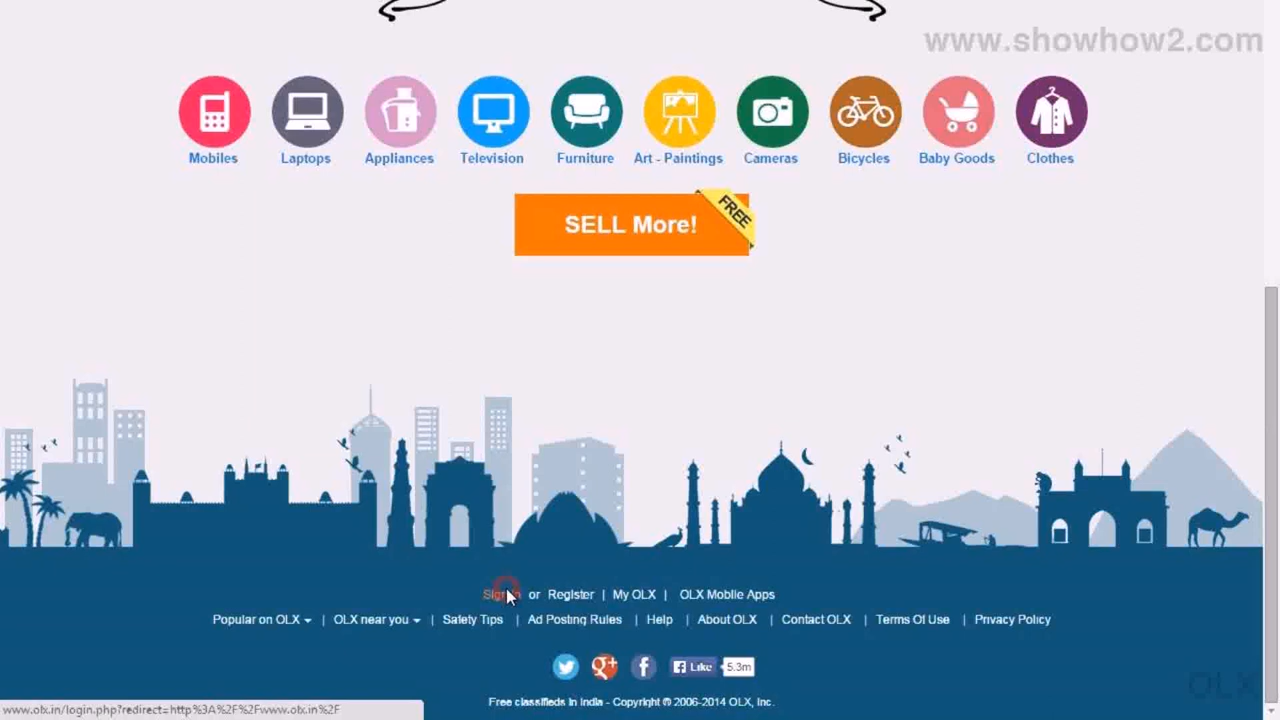 www.showhow2.com
Mobiles Laptops Appliances Television Furniture Art - Paintings Cameras Bicycles Baby Goods Clothes
SELL More! FREE
Sign In or Register | My OLX | OLX Mobile Apps
Popular on OLX | OLX near you | Safety Tips | Ad Posting Rules | Help | About OLX | Contact OLX | Terms Of Use | Privacy Policy
Like 5.3m
Free classifieds in India - Copyright © 2006-2014 OLX, Inc.
OLX
www.olx.in/login.php?redirect=http%3A%2F%2Fwww.olx.in%2F